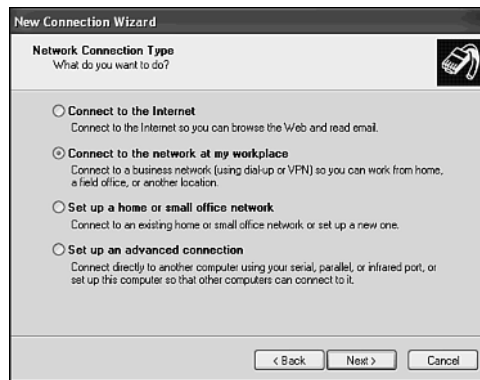 New Connection Wizard
Network Connection Type
What do you want to do?
Connect to the Internet
Connect to the Internet so you can browse the Web and read email.
Connect to the network at my workplace
Connect to a business network (using dial-up or VPN) so you can work from home,
a field office, or another location.
Set up a home or small office network
Connect to an existing home or small office network or set up a new one.
Set up an advanced connection
Connect directly to another computer using your serial, parallel, or infrared port, or
set up this computer so that other computers can connect to it.
< Back Next > Cancel